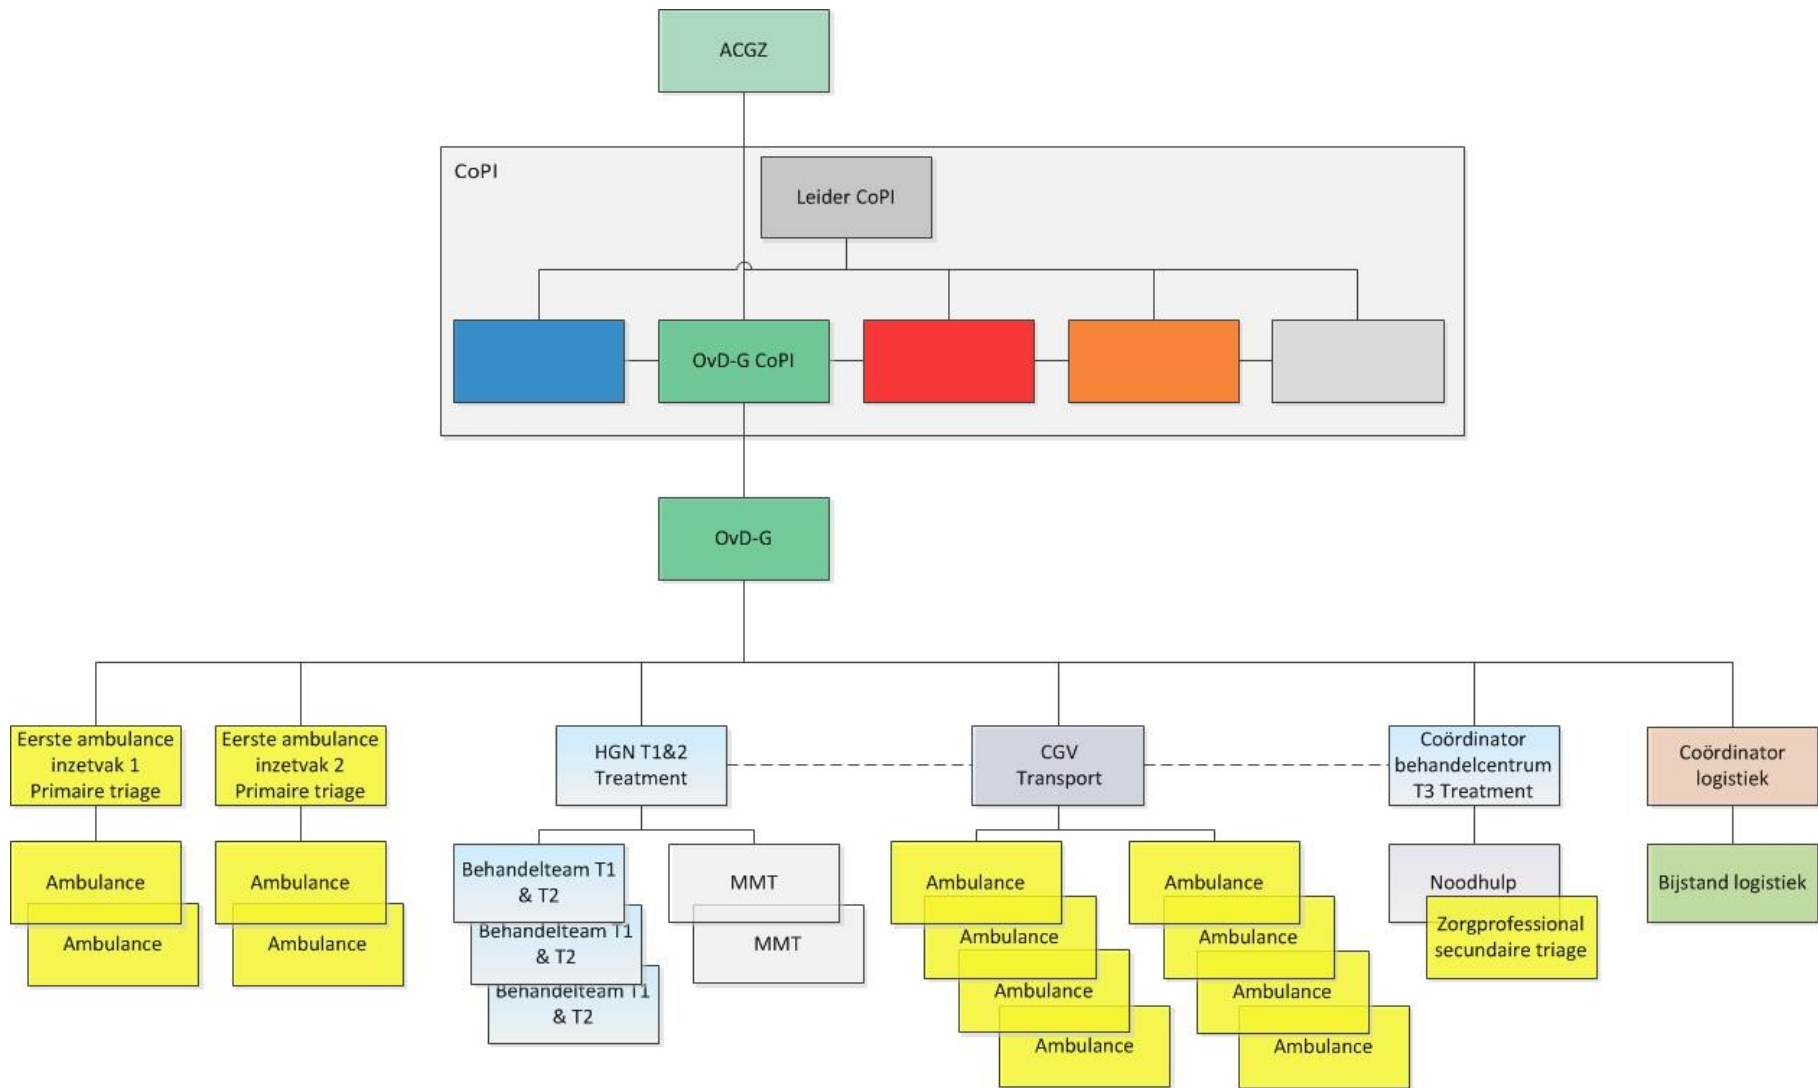 ACGZ
CoPI
Leider CoPI
OvD-G CoPI
OvD-G
Eerste ambulance
inzetvak 1
Primaire triage
Eerste ambulance
inzetvak 2
Primaire triage
HGN T1&2
Treatment
CGV
Transport
Coördinator
behandelcentrum
T3 Treatment
Coördinator
logistiek
Ambulance
Ambulance
Ambulance
Ambulance
Behandelteam T1
& T2
Behandelteam T1
& T2
Behandelteam T1
& T2
MMT
MMT
Ambulance
Ambulance
Ambulance
Ambulance
Ambulance
Ambulance
Ambulance
Ambulance
Noodhulp
Zorgprofessional
secundaire triage
Bijstand logistiek